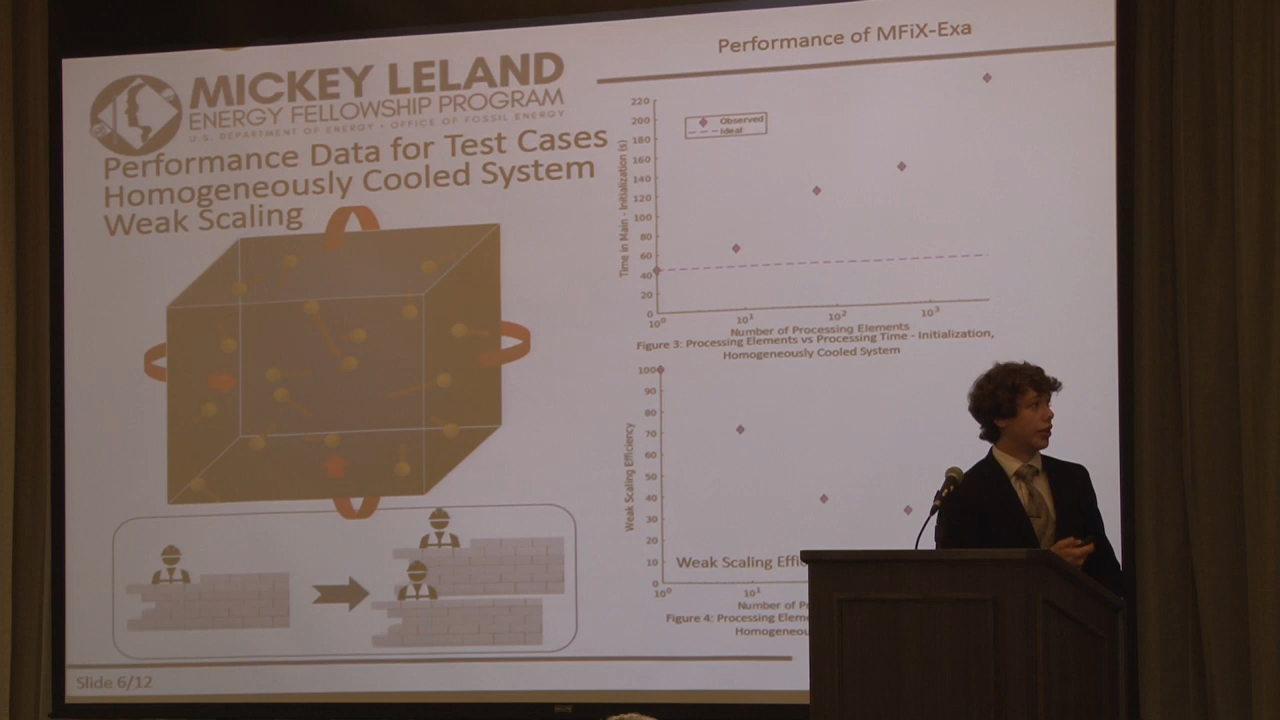 MICKEY LELAND
ENERGY FELLOWSHIP PROGRAM
U.S. DEPARTMENT OF ENERGY • OFFICE OF FOSSIL ENERGY
Performance Data for Test Cases
Homogeneously Cooled System
Weak Scaling
Performance of MFiX-Exa
Time in Main - Initialization (s)
220
200
180
160
140
120
100
80
60
40
20
0
Observed
Ideal
10⁰ 10¹ 10² 10³
Number of Processing Elements
Figure 3: Processing Elements vs Processing Time - Initialization,
Homogeneously Cooled System
Weak Scaling Efficiency
100
90
80
70
60
50
40
30
20
10
0
Weak Scaling Effic
10⁰ 10¹
Number of P
Figure 4: Processing Elem
Homogeneou
Slide 6/12